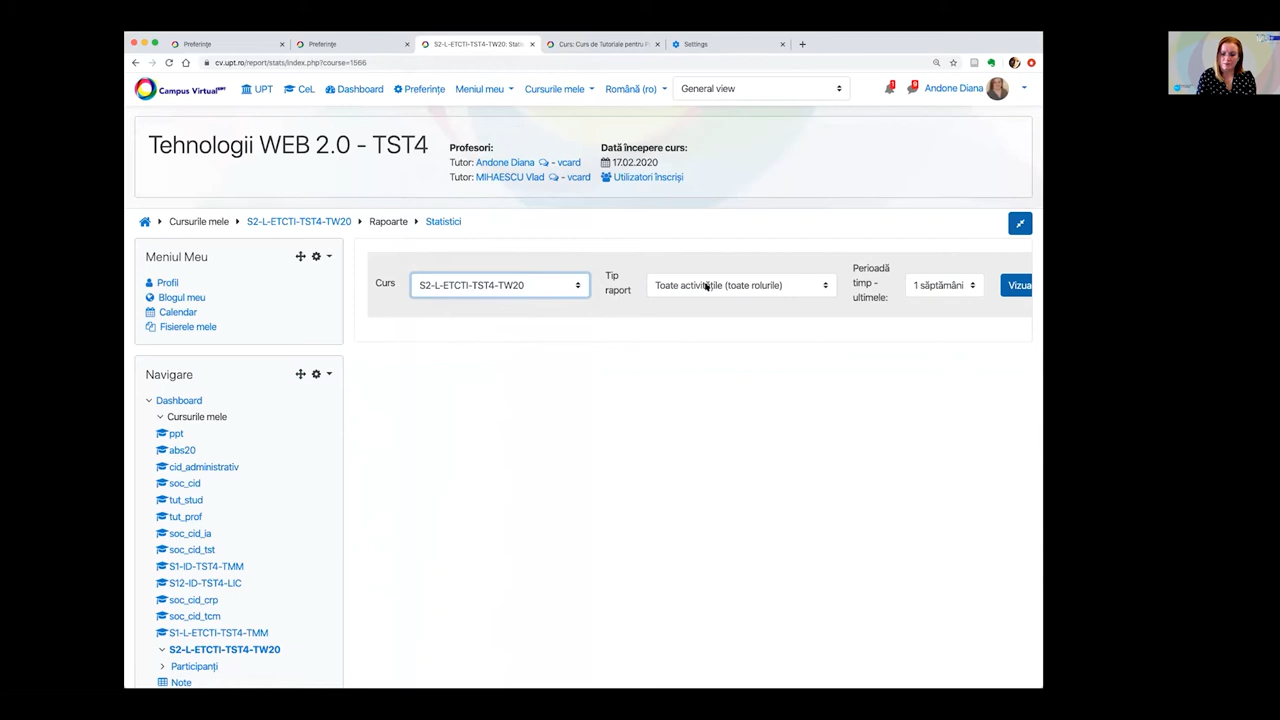 Preferințe
Preferințe
S2-L-ETCTI-TST4-TW20: Stati
Curs: Curs de Tutoriale pentru P
Settings
cv.upt.ro/report/stats/index.php?course=1566
Campus Virtual UPT
UPT
CeL
Dashboard
Preferințe
Meniul meu
Cursurile mele
Română (ro)
General view
Andone Diana
Tehnologii WEB 2.0 - TST4
Profesori:
Tutor: Andone Diana - vcard
Tutor: MIHAESCU Vlad - vcard
Dată începere curs:
17.02.2020
Utilizatori înscriși
Cursurile mele
S2-L-ETCTI-TST4-TW20
Rapoarte
Statistici
Meniul Meu
Profil
Blogul meu
Calendar
Fisierele mele
Curs
S2-L-ETCTI-TST4-TW20
Tip
raport
Toate activitățile (toate rolurile)
Perioadă
timp -
ultimele:
1 săptămâni
Vizua
Navigare
Dashboard
Cursurile mele
ppt
abs20
cid_administrativ
soc_cid
tut_stud
tut_prof
soc_cid_ia
soc_cid_tst
S1-ID-TST4-TMM
S12-ID-TST4-LIC
soc_cid_crp
soc_cid_tcm
S1-L-ETCTI-TST4-TMM
S2-L-ETCTI-TST4-TW20
Participanți
Note